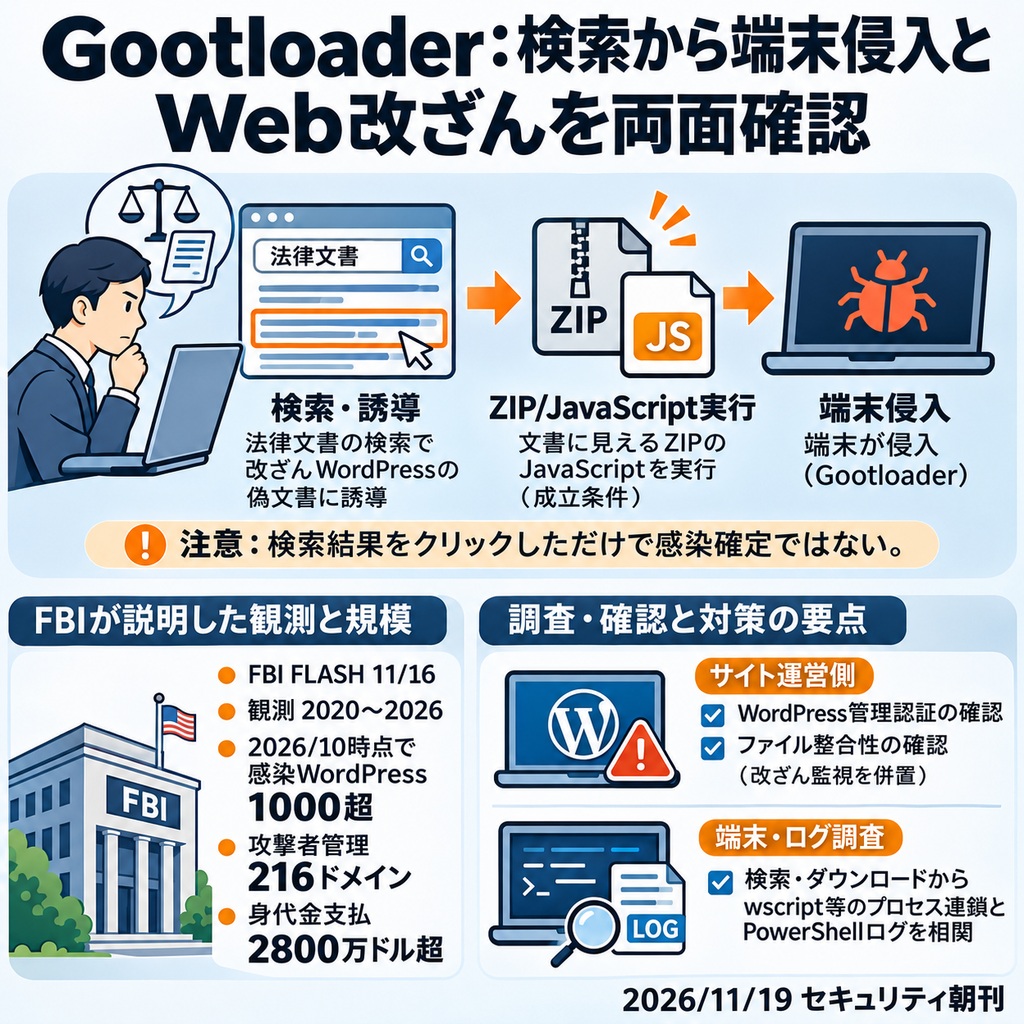 Gootloader：検索から端末侵入と
Web改ざんを両面確認
法律文書
ZIP
JS
検索・誘導
法律文書の検索で
改ざんWordPressの
偽文書に誘導
ZIP/JavaScript実行
文書に見えるZIPの
JavaScriptを実行
（成立条件）
端末侵入
端末が侵入
（Gootloader）
! 注意：検索結果をクリックしただけで感染確定ではない。
FBIが説明した観測と規模
FBI
FBI FLASH 11/16
観測 2020〜2026
2026/10時点で
感染WordPress
1000超
攻撃者管理
216ドメイン
身代金支払
2800万ドル超
調査・確認と対策の要点
W
!
サイト運営側
WordPress管理認証の確認
ファイル整合性の確認
（改ざん監視を併置）
>_
LOG
端末・ログ調査
検索・ダウンロードから
wscript等のプロセス連鎖と
PowerShellログを相関
2026/11/19 セキュリティ朝刊